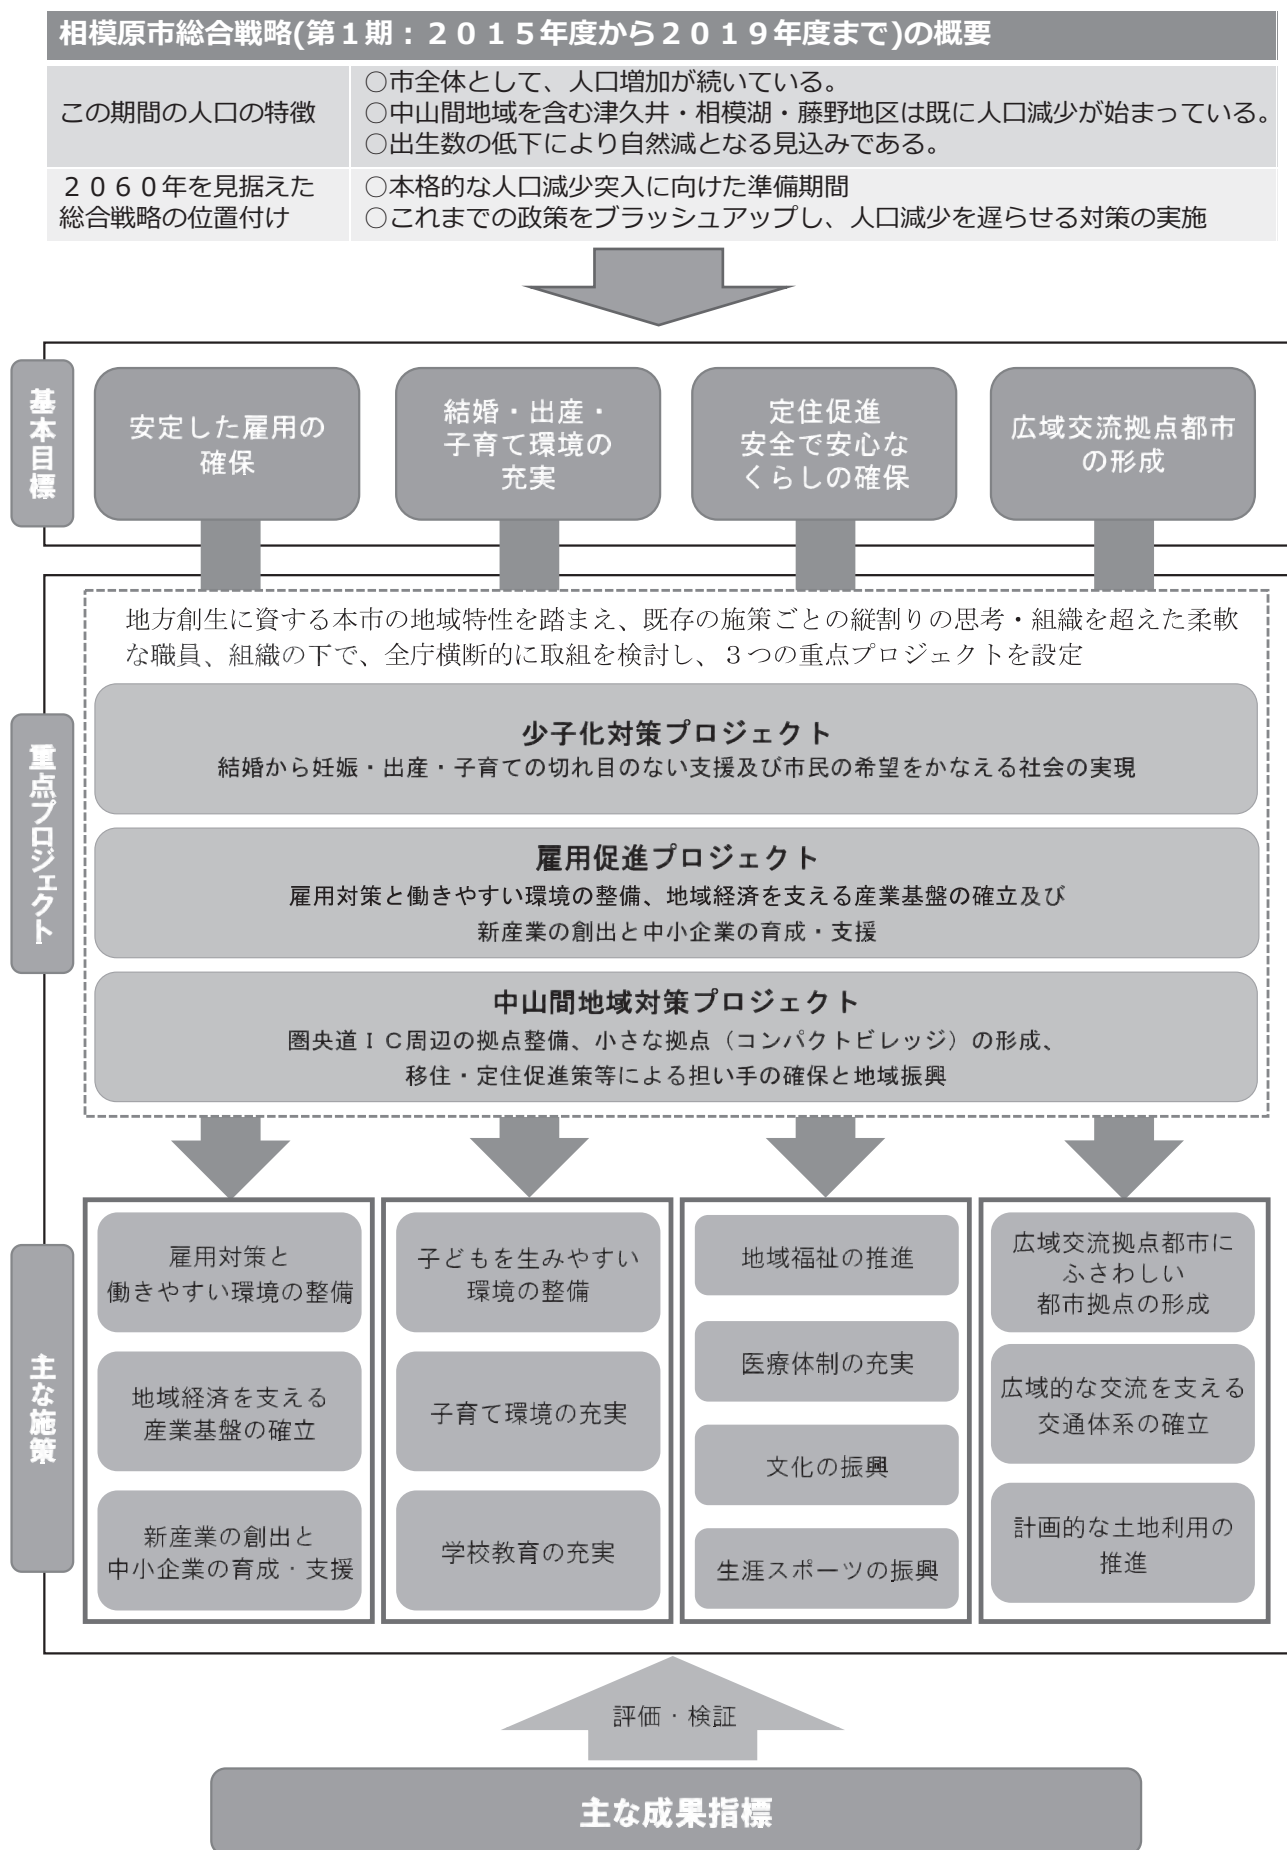 相模原市総合戦略(第１期：２０１５年度から２０１９年度まで)の概要
この期間の人口の特徴
○市全体として、人口増加が続いている。
○中山間地域を含む津久井・相模湖・藤野地区は既に人口減少が始まっている。
○出生数の低下により自然減となる見込みである。
２０６０年を見据えた
総合戦略の位置付け
○本格的な人口減少突入に向けた準備期間
○これまでの政策をブラッシュアップし、人口減少を遅らせる対策の実施
基本目標
安定した雇用の
確保
結婚・出産・
子育て環境の
充実
定住促進
安全で安心な
くらしの確保
広域交流拠点都市
の形成
重点プロジェクト
地方創生に資する本市の地域特性を踏まえ、既存の施策ごとの縦割りの思考・組織を超えた柔軟
な職員、組織の下で、全庁横断的に取組を検討し、３つの重点プロジェクトを設定
少子化対策プロジェクト
結婚から妊娠・出産・子育ての切れ目のない支援及び市民の希望をかなえる社会の実現
雇用促進プロジェクト
雇用対策と働きやすい環境の整備、地域経済を支える産業基盤の確立及び
新産業の創出と中小企業の育成・支援
中山間地域対策プロジェクト
圏央道ＩＣ周辺の拠点整備、小さな拠点（コンパクトビレッジ）の形成、
移住・定住促進策等による担い手の確保と地域振興
主な施策
雇用対策と
働きやすい環境の整備
地域経済を支える
産業基盤の確立
新産業の創出と
中小企業の育成・支援
子どもを生みやすい
環境の整備
子育て環境の充実
学校教育の充実
地域福祉の推進
医療体制の充実
文化の振興
生涯スポーツの振興
広域交流拠点都市に
ふさわしい
都市拠点の形成
広域的な交流を支える
交通体系の確立
計画的な土地利用の
推進
評価・検証
主な成果指標